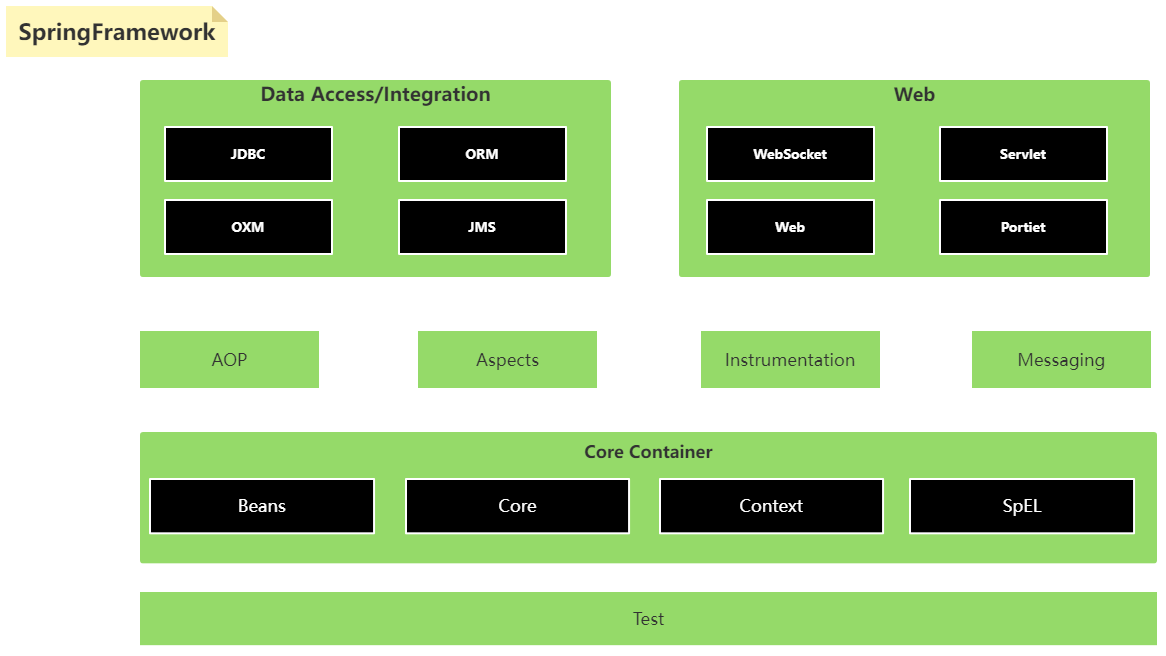 SpringFramework
Data Access/Integration
JDBC
ORM
OXM
JMS
Web
WebSocket
Servlet
Web
Portiet
AOP
Aspects
Instrumentation
Messaging
Core Container
Beans
Core
Context
SpEL
Test